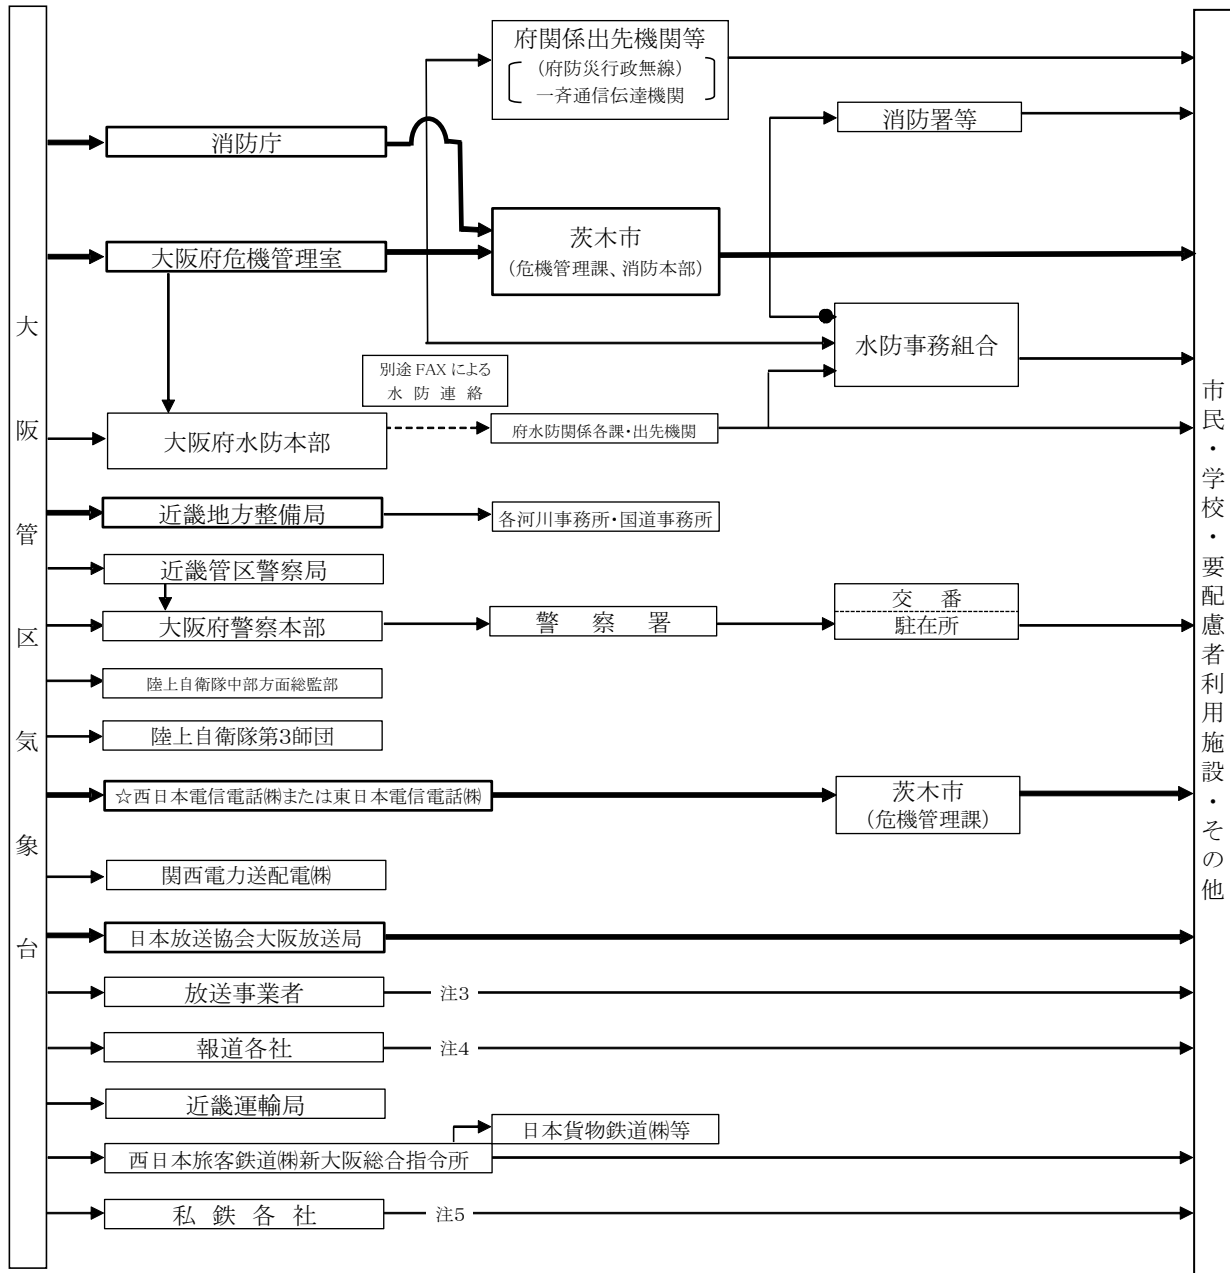 大阪管区気象台
府関係出先機関等
(府防災行政無線)
一斉通信伝達機関
消防署等
消防庁
茨木市
(危機管理課、消防本部)
大阪府危機管理室
水防事務組合
別途 FAX による
水 防 連 絡
大阪府水防本部
府水防関係各課・出先機関
近畿地方整備局
各河川事務所・国道事務所
近畿管区警察局
大阪府警察本部
警 察 署
交 番
駐在所
陸上自衛隊中部方面総監部
陸上自衛隊第3師団
☆西日本電信電話㈱または東日本電信電話㈱
茨木市
(危機管理課)
関西電力送配電㈱
日本放送協会大阪放送局
放送事業者
注3
報道各社
注4
近畿運輸局
日本貨物鉄道㈱等
西日本旅客鉄道㈱新大阪総合指令所
私 鉄 各 社
注5
市民・学校・要配慮者利用施設・その他